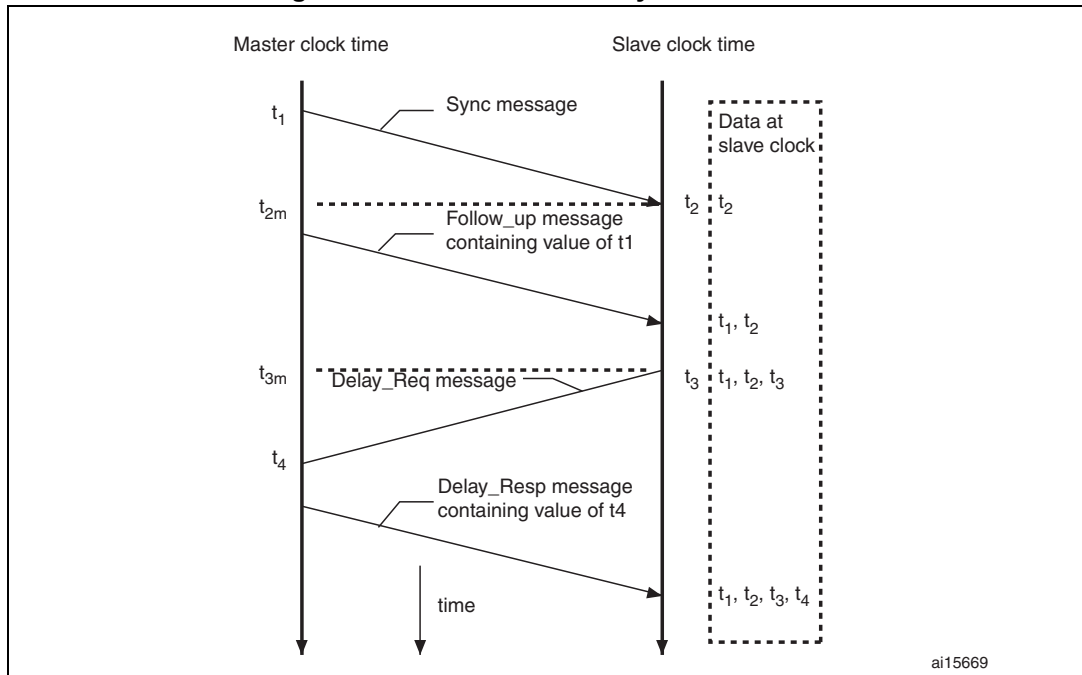 Master clock time
Slave clock time
t1
Sync message
Data at
slave clock
t2m
t2
t2
Follow_up message
containing value of t1
t1, t2
t3m
Delay_Req message
t3
t1, t2, t3
t4
Delay_Resp message
containing value of t4
t1, t2, t3, t4
time
ai15669